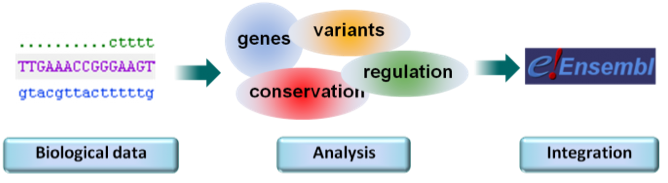 ..........ctttt
TTGAAACCGGGAAGT
gtacgttactttttg
genes
variants
regulation
conservation
e!Ensembl
Biological data
Analysis
Integration